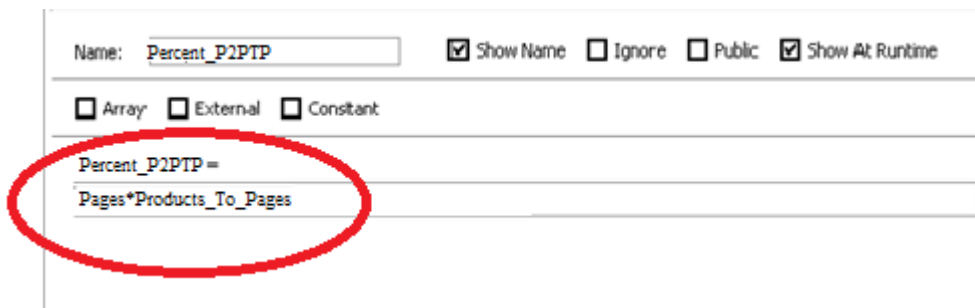 Name: Percent_P2PTP Show Name Ignore Public Show At Runtime
Array External Constant
Percent_P2PTP =
Pages*Products_To_Pages